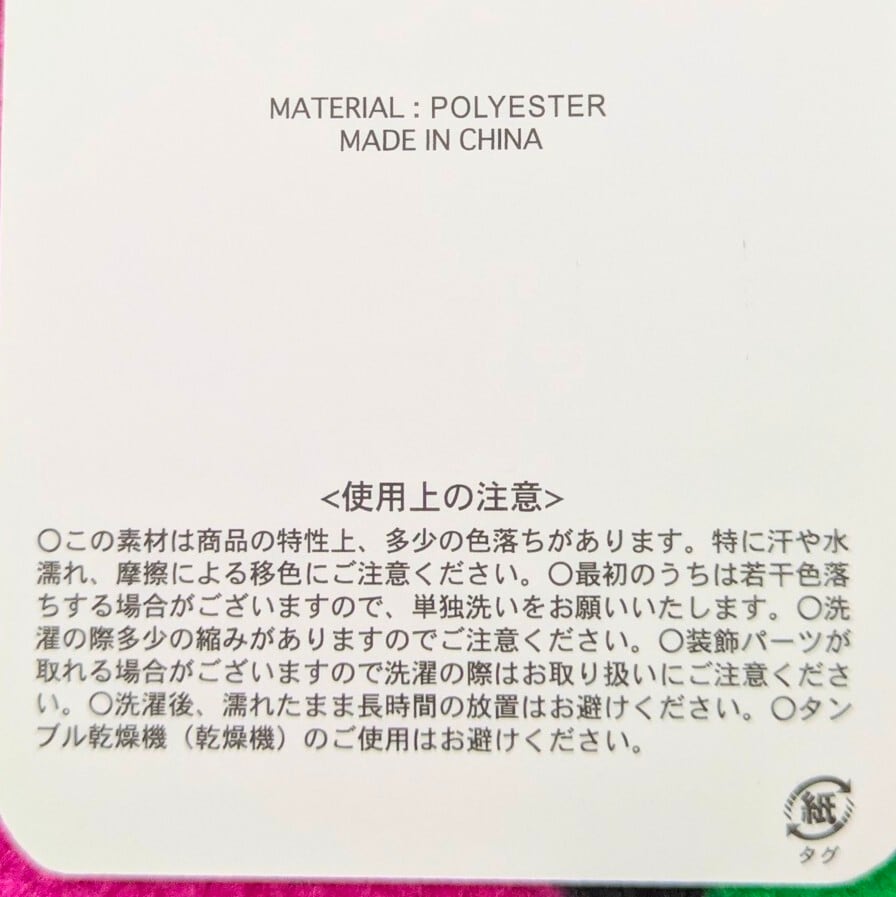 MATERIAL : POLYESTER
MADE IN CHINA
<使用上の注意>
〇この素材は商品の特性上、多少の色落ちがあります。特に汗や水
濡れ、摩擦による移色にご注意ください。〇最初のうちは若干色落
ちする場合がございますので、単独洗いをお願いいたします。〇洗
濯の際多少の縮みがありますのでご注意ください。〇装飾パーツが
取れる場合がございますので洗濯の際はお取り扱いにご注意くださ
い。〇洗濯後、濡れたまま長時間の放置はお避けください。〇タン
ブル乾燥機（乾燥機）のご使用はお避けください。
紙
タグ